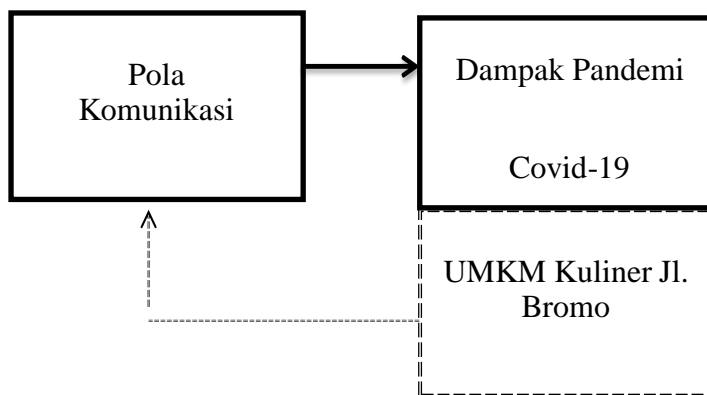 Pola
Komunikasi
Dampak Pandemi
Covid-19
UMKM Kuliner Jl.
Bromo